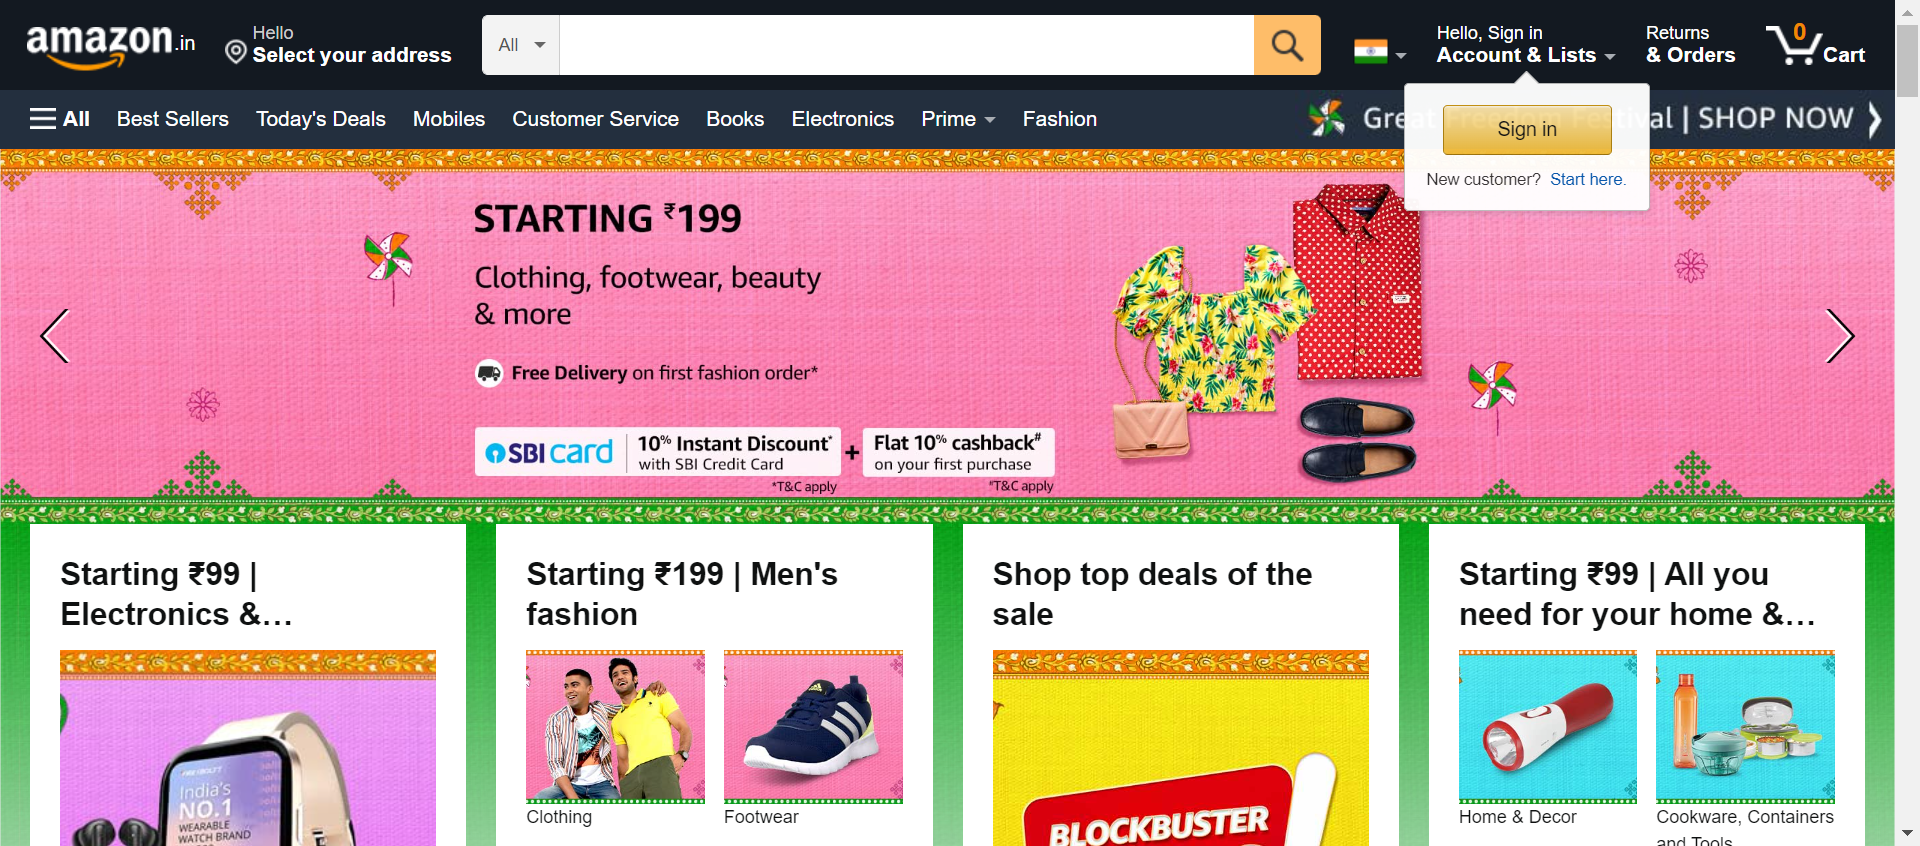 amazon.in
Hello
Select your address
All
Hello, Sign in
Account & Lists
Returns
& Orders
0
Cart
All
Best Sellers
Today's Deals
Mobiles
Customer Service
Books
Electronics
Prime
Fashion
Great Freedom Festival | SHOP NOW
Sign in
New customer? Start here.
STARTING ₹199
Clothing, footwear, beauty
& more
Free Delivery on first fashion order*
SBI card
10% Instant Discount*
with SBI Credit Card
*T&C apply
+
Flat 10% cashback#
on your first purchase
*T&C apply
Starting ₹99 |
Electronics &…
India's
NO.1
WEARABLE
WATCH BRAND
Starting ₹199 | Men's
fashion
Clothing
adidas
Footwear
Shop top deals of the
sale
BLOCKBUSTER
Starting ₹99 | All you
need for your home &…
Home & Decor
Cookware, Containers
and Tools